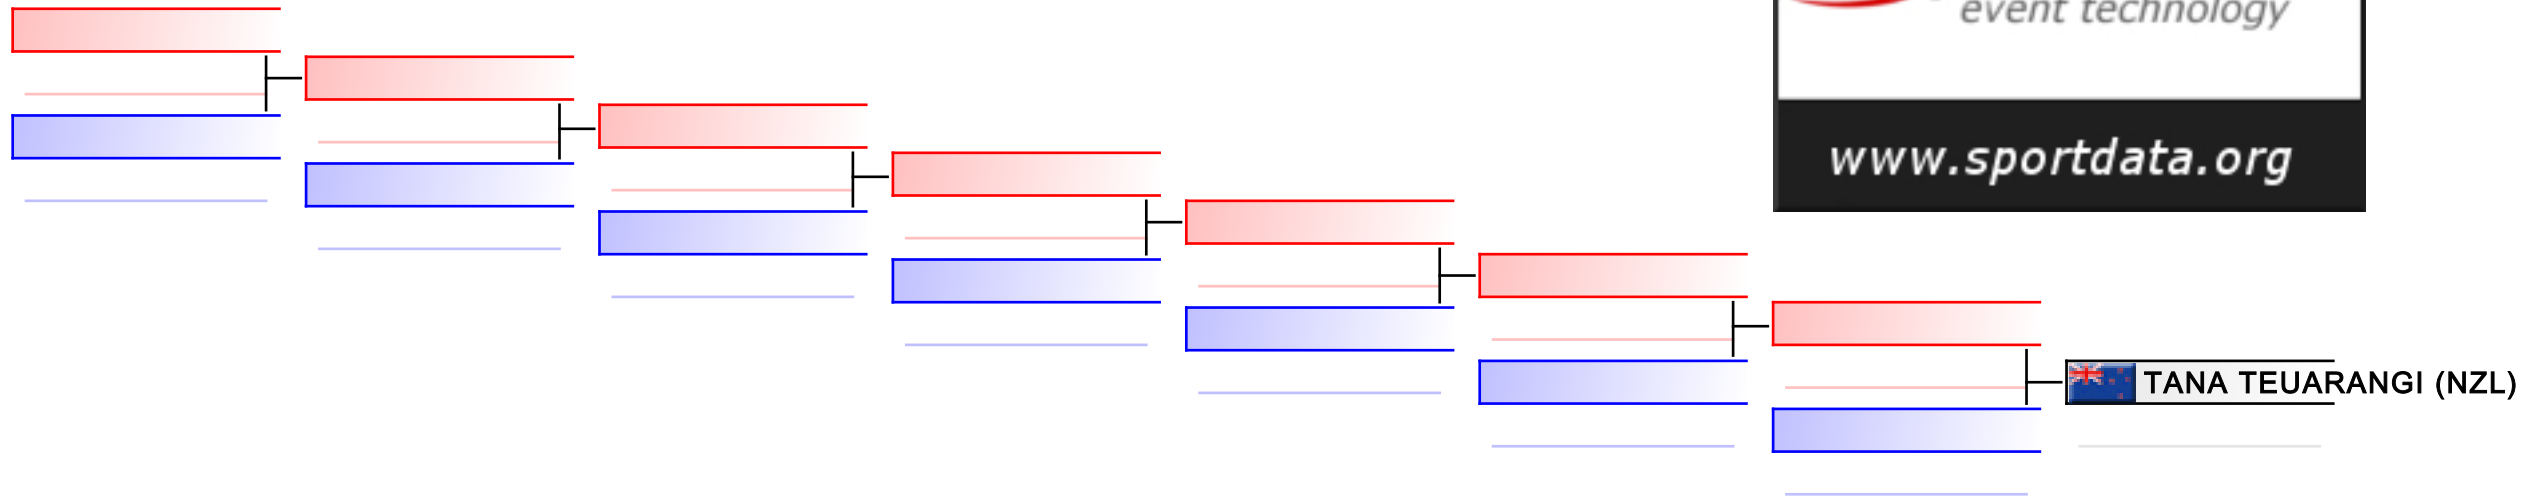 event technology
www.sportdata.org
TANA TEUARANGI (NZL)